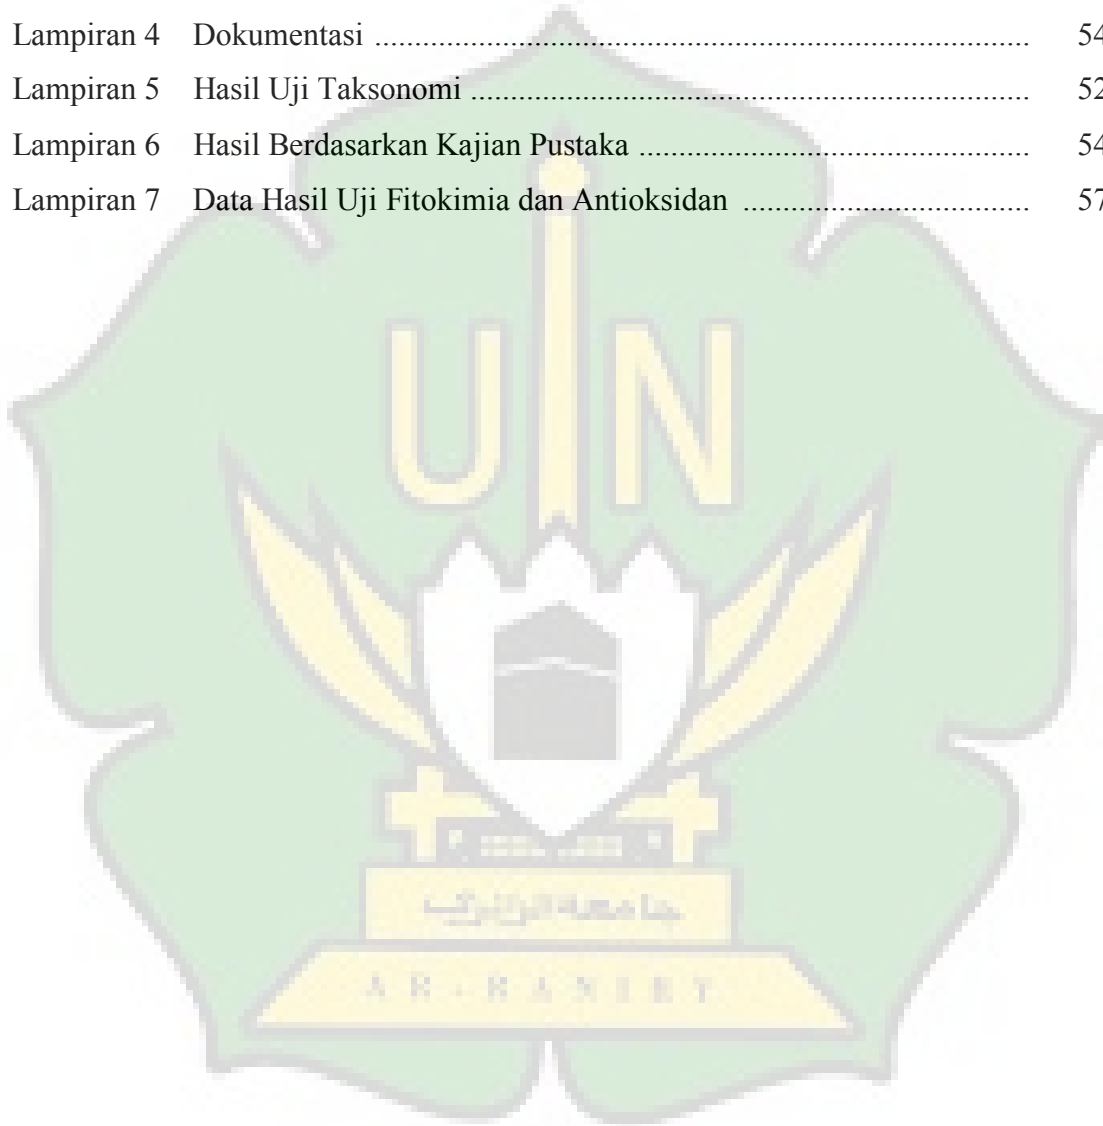 Lampiran 4 Dokumentasi .................................................................................. 54
Lampiran 5 Hasil Uji Taksonomi ...................................................................... 52
Lampiran 6 Hasil Berdasarkan Kajian Pustaka ................................................. 54
Lampiran 7 Data Hasil Uji Fitokimia dan Antioksidan .................................... 57
UIN
AR-RANIRY